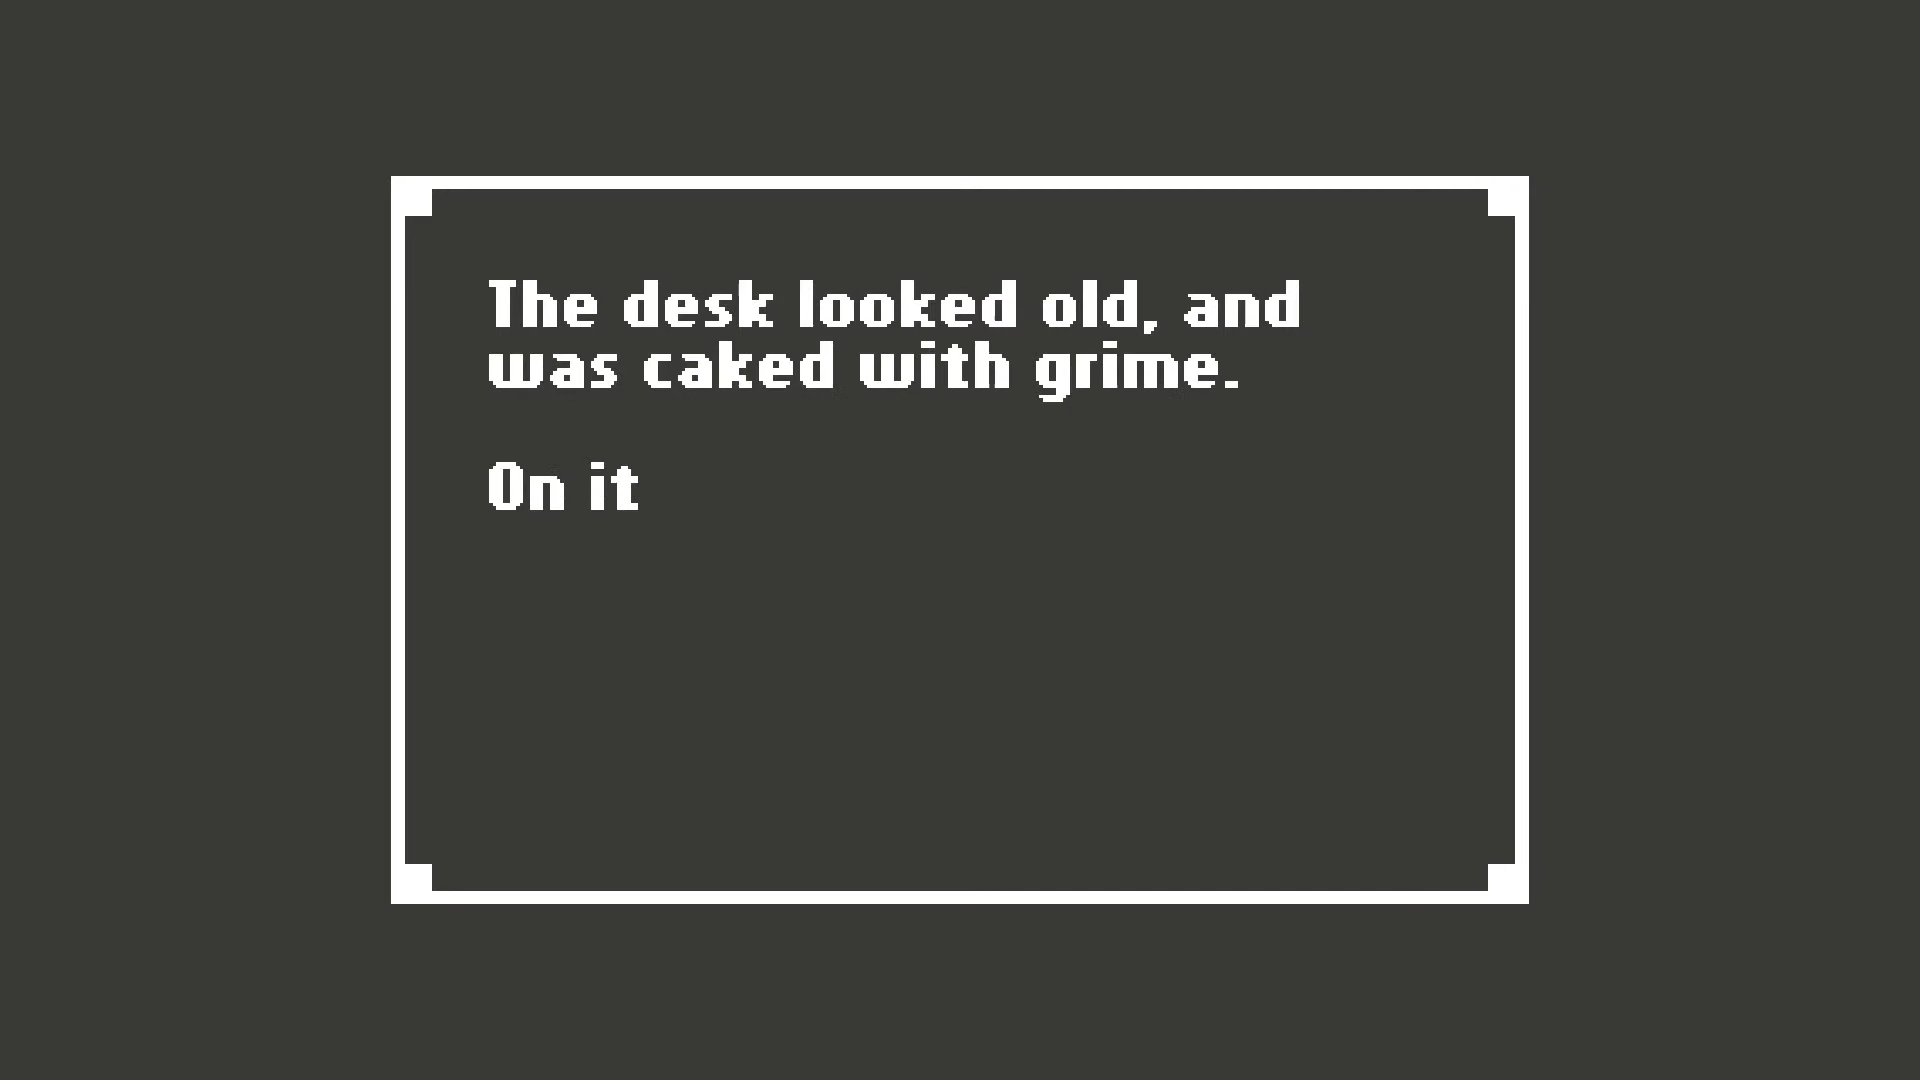 The desk looked old, and
was caked with grime.
On it